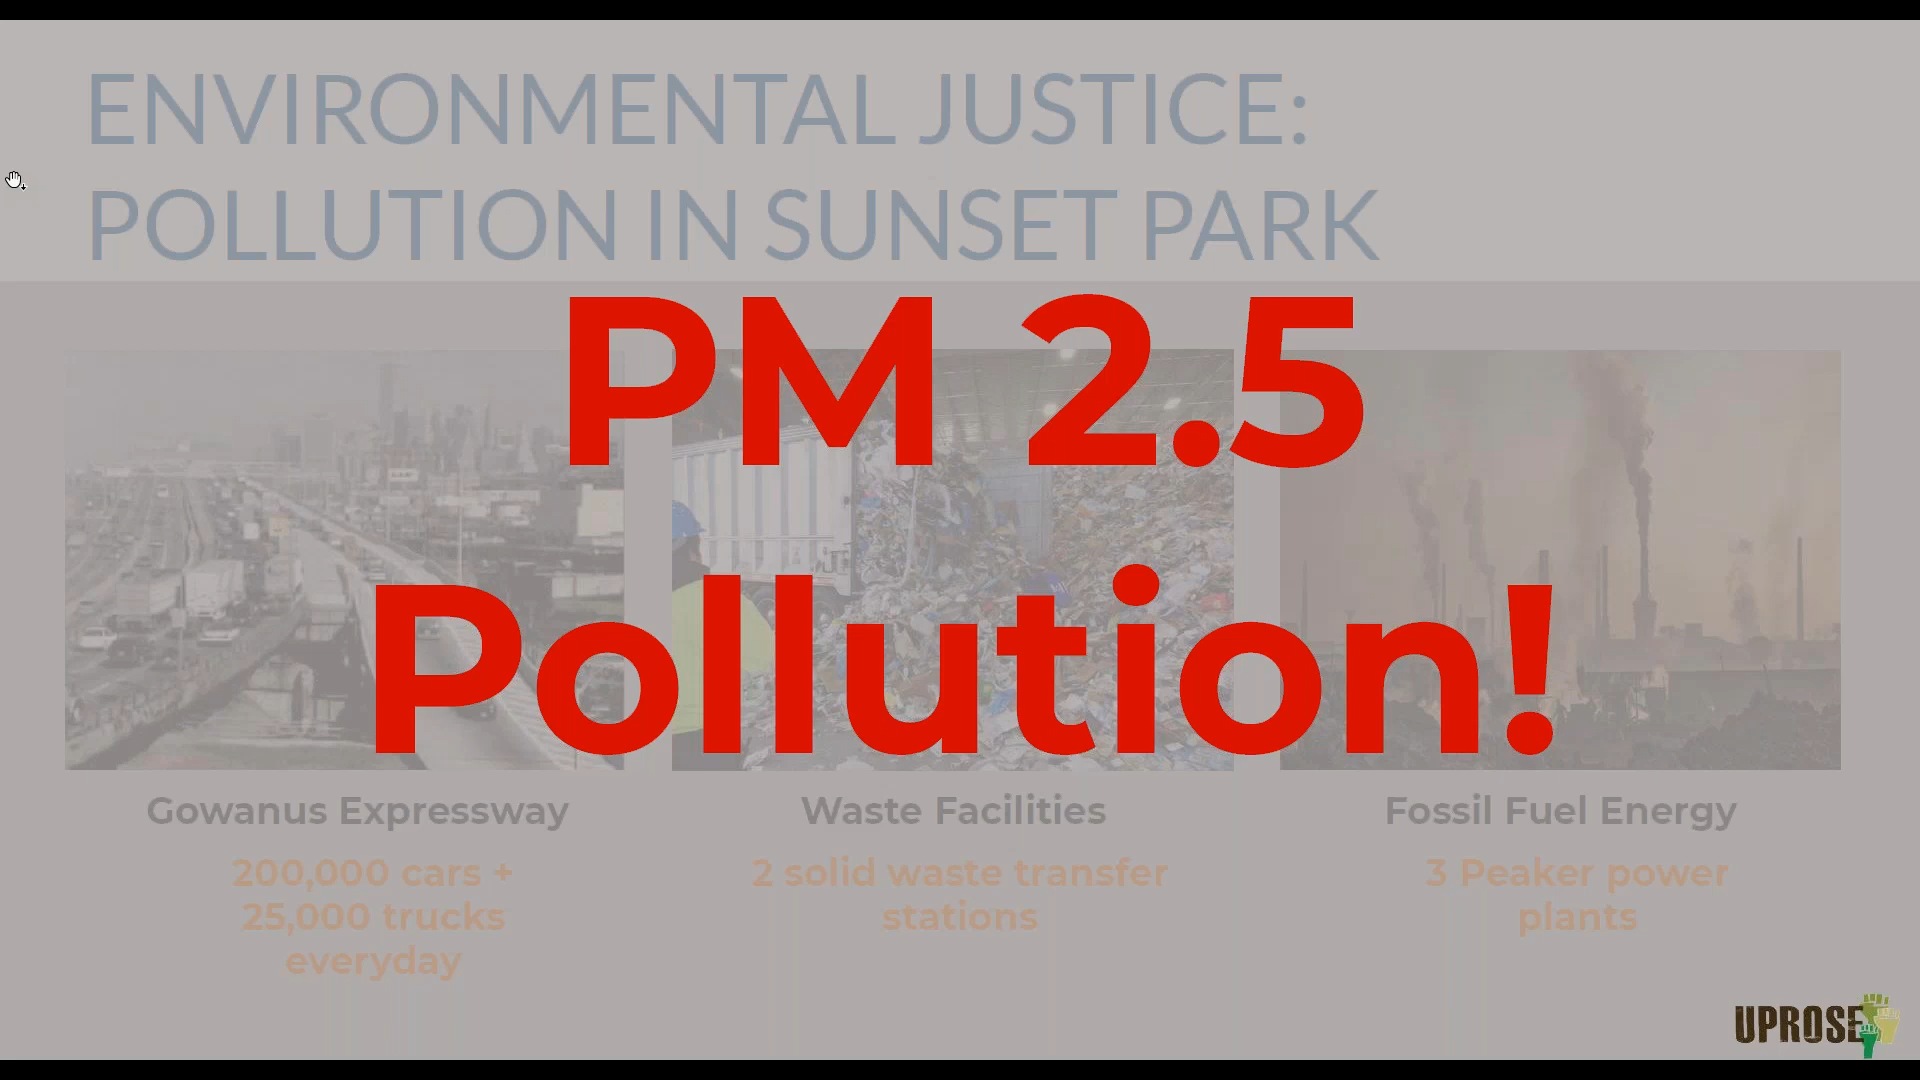 ENVIRONMENTAL JUSTICE:
POLLUTION IN SUNSET PARK
PM 2.5
Pollution!
Gowanus Expressway
200,000 cars +
25,000 trucks
everyday
Waste Facilities
2 solid waste transfer
stations
Fossil Fuel Energy
3 Peaker power
plants
UPROSE